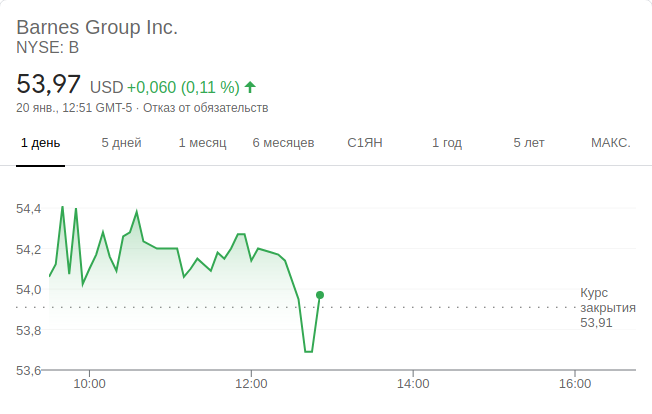 Barnes Group Inc.
NYSE: B
53,97 USD +0,060 (0,11 %)
20 янв., 12:51 GMT-5 · Отказ от обязательств
1 день 5 дней 1 месяц 6 месяцев С1ЯН 1 год 5 лет МАКС.
54,4
54,2
54,0
Курс
закрытия
53,91
53,8
53,6
10:00 12:00 14:00 16:00